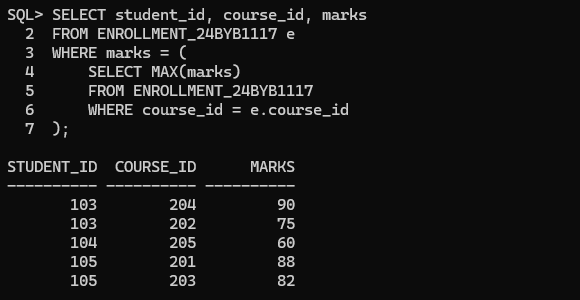 SQL> SELECT student_id, course_id, marks
  2  FROM ENROLLMENT_24BYB1117 e
  3  WHERE marks = (
  4      SELECT MAX(marks)
  5      FROM ENROLLMENT_24BYB1117
  6      WHERE course_id = e.course_id
  7  );

STUDENT_ID  COURSE_ID      MARKS
---------- ---------- ----------
       103        204         90
       103        202         75
       104        205         60
       105        201         88
       105        203         82